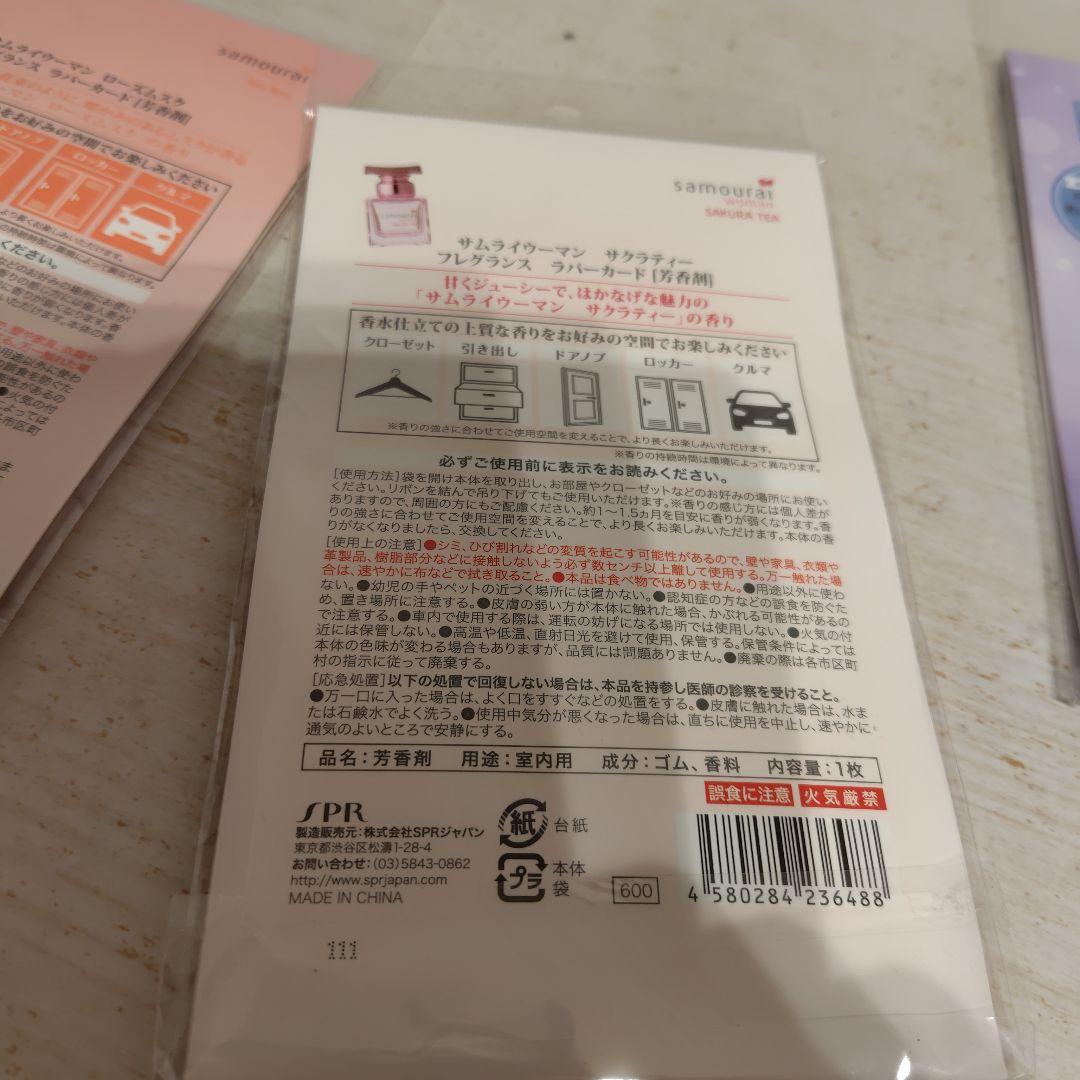 samourai
woman
SAKURA TEA
サムライウーマン サクラティー
フレグランス ラバーカード [芳香剤]
甘くジューシーで、はかなげな魅力の
「サムライウーマン サクラティー」の香り
香水仕立ての上質な香りをお好みの空間でお楽しみください
クローゼット 引き出し ドアノブ ロッカー クルマ
※香りの強さに合わせてご使用空間を変えることで、より長くお楽しみいただけます。
※香りの持続時間は環境によって異なります。
必ずご使用前に表示をお読みください。
[使用方法]袋を開け本体を取り出し、お部屋やクローゼットなどのお好みの場所にお使い
ください。リボンを結んで吊り下げてもご使用いただけます。※香りの感じ方には個人差が
ありますので、周囲の方にもご配慮ください。約1〜1.5ヵ月を目安に香りが弱くなります。香
りの強さに合わせてご使用空間を変えることで、より長くお楽しみいただけます。本体の香
りがなくなりましたら、交換してください。
[使用上の注意]●シミ、ひび割れなどの変質を起こす可能性があるので、壁や家具、衣類や
革製品、樹脂部分などに接触しないよう必ず数センチ以上離して使用する。万一触れた場
合は、速やかに布などで拭き取ること。●本品は食べ物ではありません。●用途以外に使わ
ない。●幼児の手やペットの近づく場所には置かない。●認知症の方などの誤食を防ぐた
め、置き場所に注意する。●皮膚の弱い方が本体に触れた場合、かぶれる可能性があるの
で注意する。●車内で使用する際は、運転の妨げになる場所では使用しない。●火気の付
近には保管しない。●高温や低温、直射日光を避けて使用、保管する。保管条件によっては
本体の色味が変わる場合もありますが、品質には問題ありません。●廃棄の際は各市区町
村の指示に従って廃棄する。
[応急処置]以下の処置で回復しない場合は、本品を持参し医師の診察を受けること。
●万一口に入った場合は、よく口をすすぐなどの処置をする。●皮膚に触れた場合は、水ま
たは石鹸水でよく洗う。●使用中気分が悪くなった場合は、直ちに使用を中止し、速やかに
通気のよいところで安静にする。
品名:芳香剤 用途:室内用 成分:ゴム、香料 内容量:1枚
誤食に注意 火気厳禁
SPR
製造販売元:株式会社SPRジャパン
東京都渋谷区松濤1-28-4
お問い合わせ:(03)5843-0862
http://www.sprjapan.com
MADE IN CHINA
紙 台紙
プラ 本体
袋
600
4 580284 236488
111
samourai
サムライウーマン ローズムスク
ラバーカード [芳香剤]
お好みの空間でお楽しみください
ロッカー
クルマ